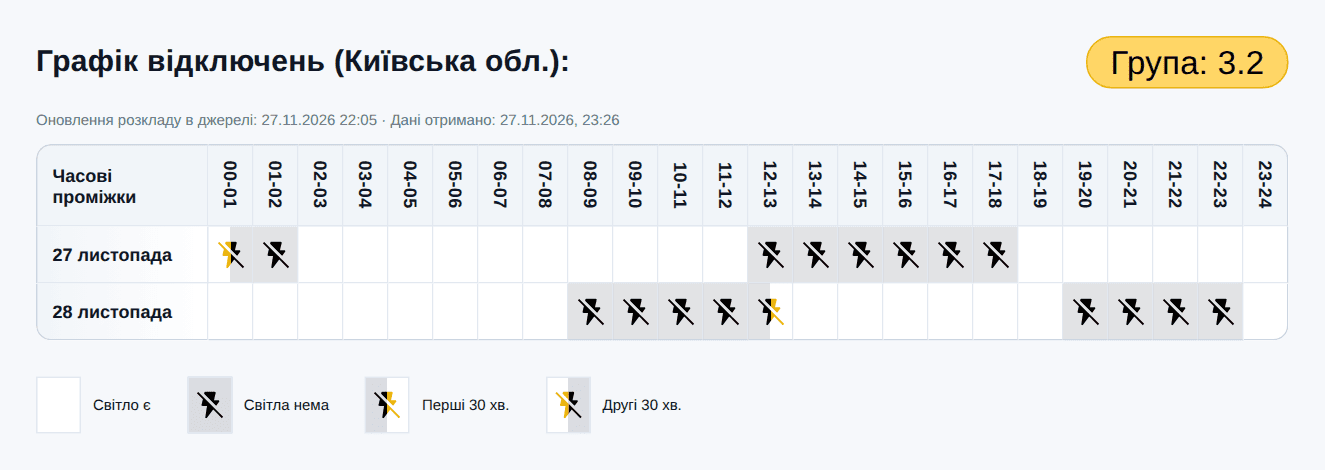 Графік відключень (Київська обл.):
Група: 3.2
Оновлення розкладу в джерелі: 27.11.2026 22:05 · Дані отримано: 27.11.2026, 23:26
Часові
проміжки
00-01
01-02
02-03
03-04
04-05
05-06
06-07
07-08
08-09
09-10
10-11
11-12
12-13
13-14
14-15
15-16
16-17
17-18
18-19
19-20
20-21
21-22
22-23
23-24
27 листопада
28 листопада
Світло є
Світла нема
Перші 30 хв.
Другі 30 хв.